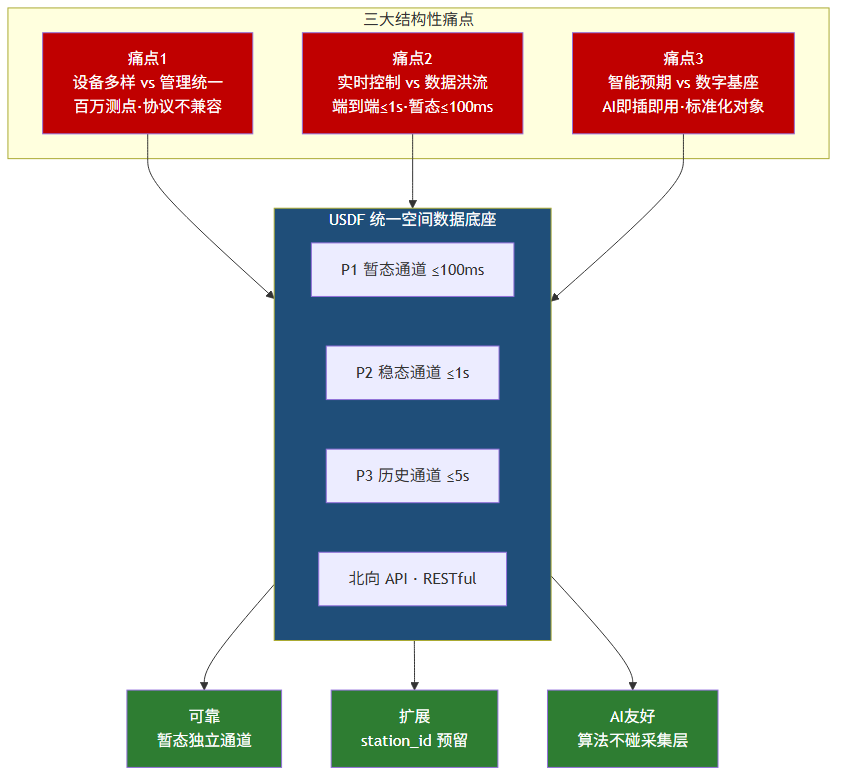 三大结构性痛点
痛点1
设备多样 vs 管理统一
百万测点·协议不兼容
痛点2
实时控制 vs 数据洪流
端到端≤1s·暂态≤100ms
痛点3
智能预期 vs 数字基座
AI即插即用·标准化对象
USDF 统一空间数据底座
P1 暂态通道 ≤100ms
P2 稳态通道 ≤1s
P3 历史通道 ≤5s
北向 API · RESTful
可靠
暂态独立通道
扩展
station_id 预留
AI友好
算法不碰采集层